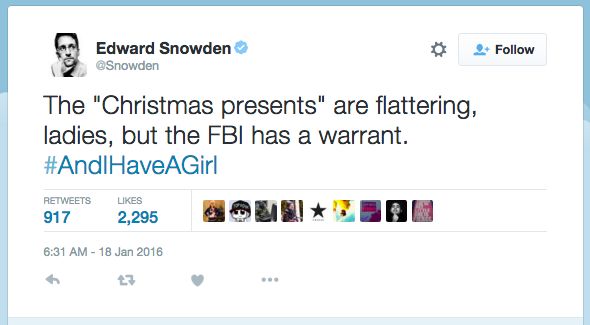 Edward Snowden
@Snowden
Follow
The "Christmas presents" are flattering,
ladies, but the FBI has a warrant.
#AndIHaveAGirl
RETWEETS
917
LIKES
2,295
6:31 AM - 18 Jan 2016